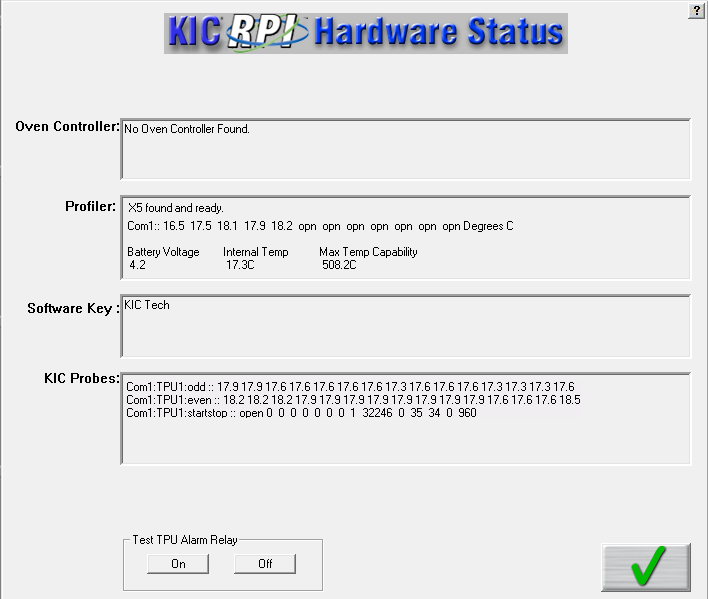 ?
KIC RPI Hardware Status
Oven Controller: No Oven Controller Found.
Profiler: X5 found and ready.
Com1:: 16.5 17.5 18.1 17.9 18.2 opn opn opn opn opn opn opn Degrees C
Battery Voltage Internal Temp Max Temp Capability
4.2 17.3C 508.2C
Software Key : KIC Tech
KIC Probes: Com1:TPU1:odd :: 17.9 17.9 17.6 17.6 17.6 17.6 17.6 17.3 17.6 17.6 17.6 17.3 17.3 17.3 17.6
Com1:TPU1:even :: 18.2 18.2 18.2 17.9 17.9 17.9 17.9 17.9 17.9 17.9 17.9 17.6 17.6 17.6 18.5
Com1:TPU1:startstop :: open 0 0 0 0 0 0 0 1 32246 0 35 34 0 960
Test TPU Alarm Relay
On Off